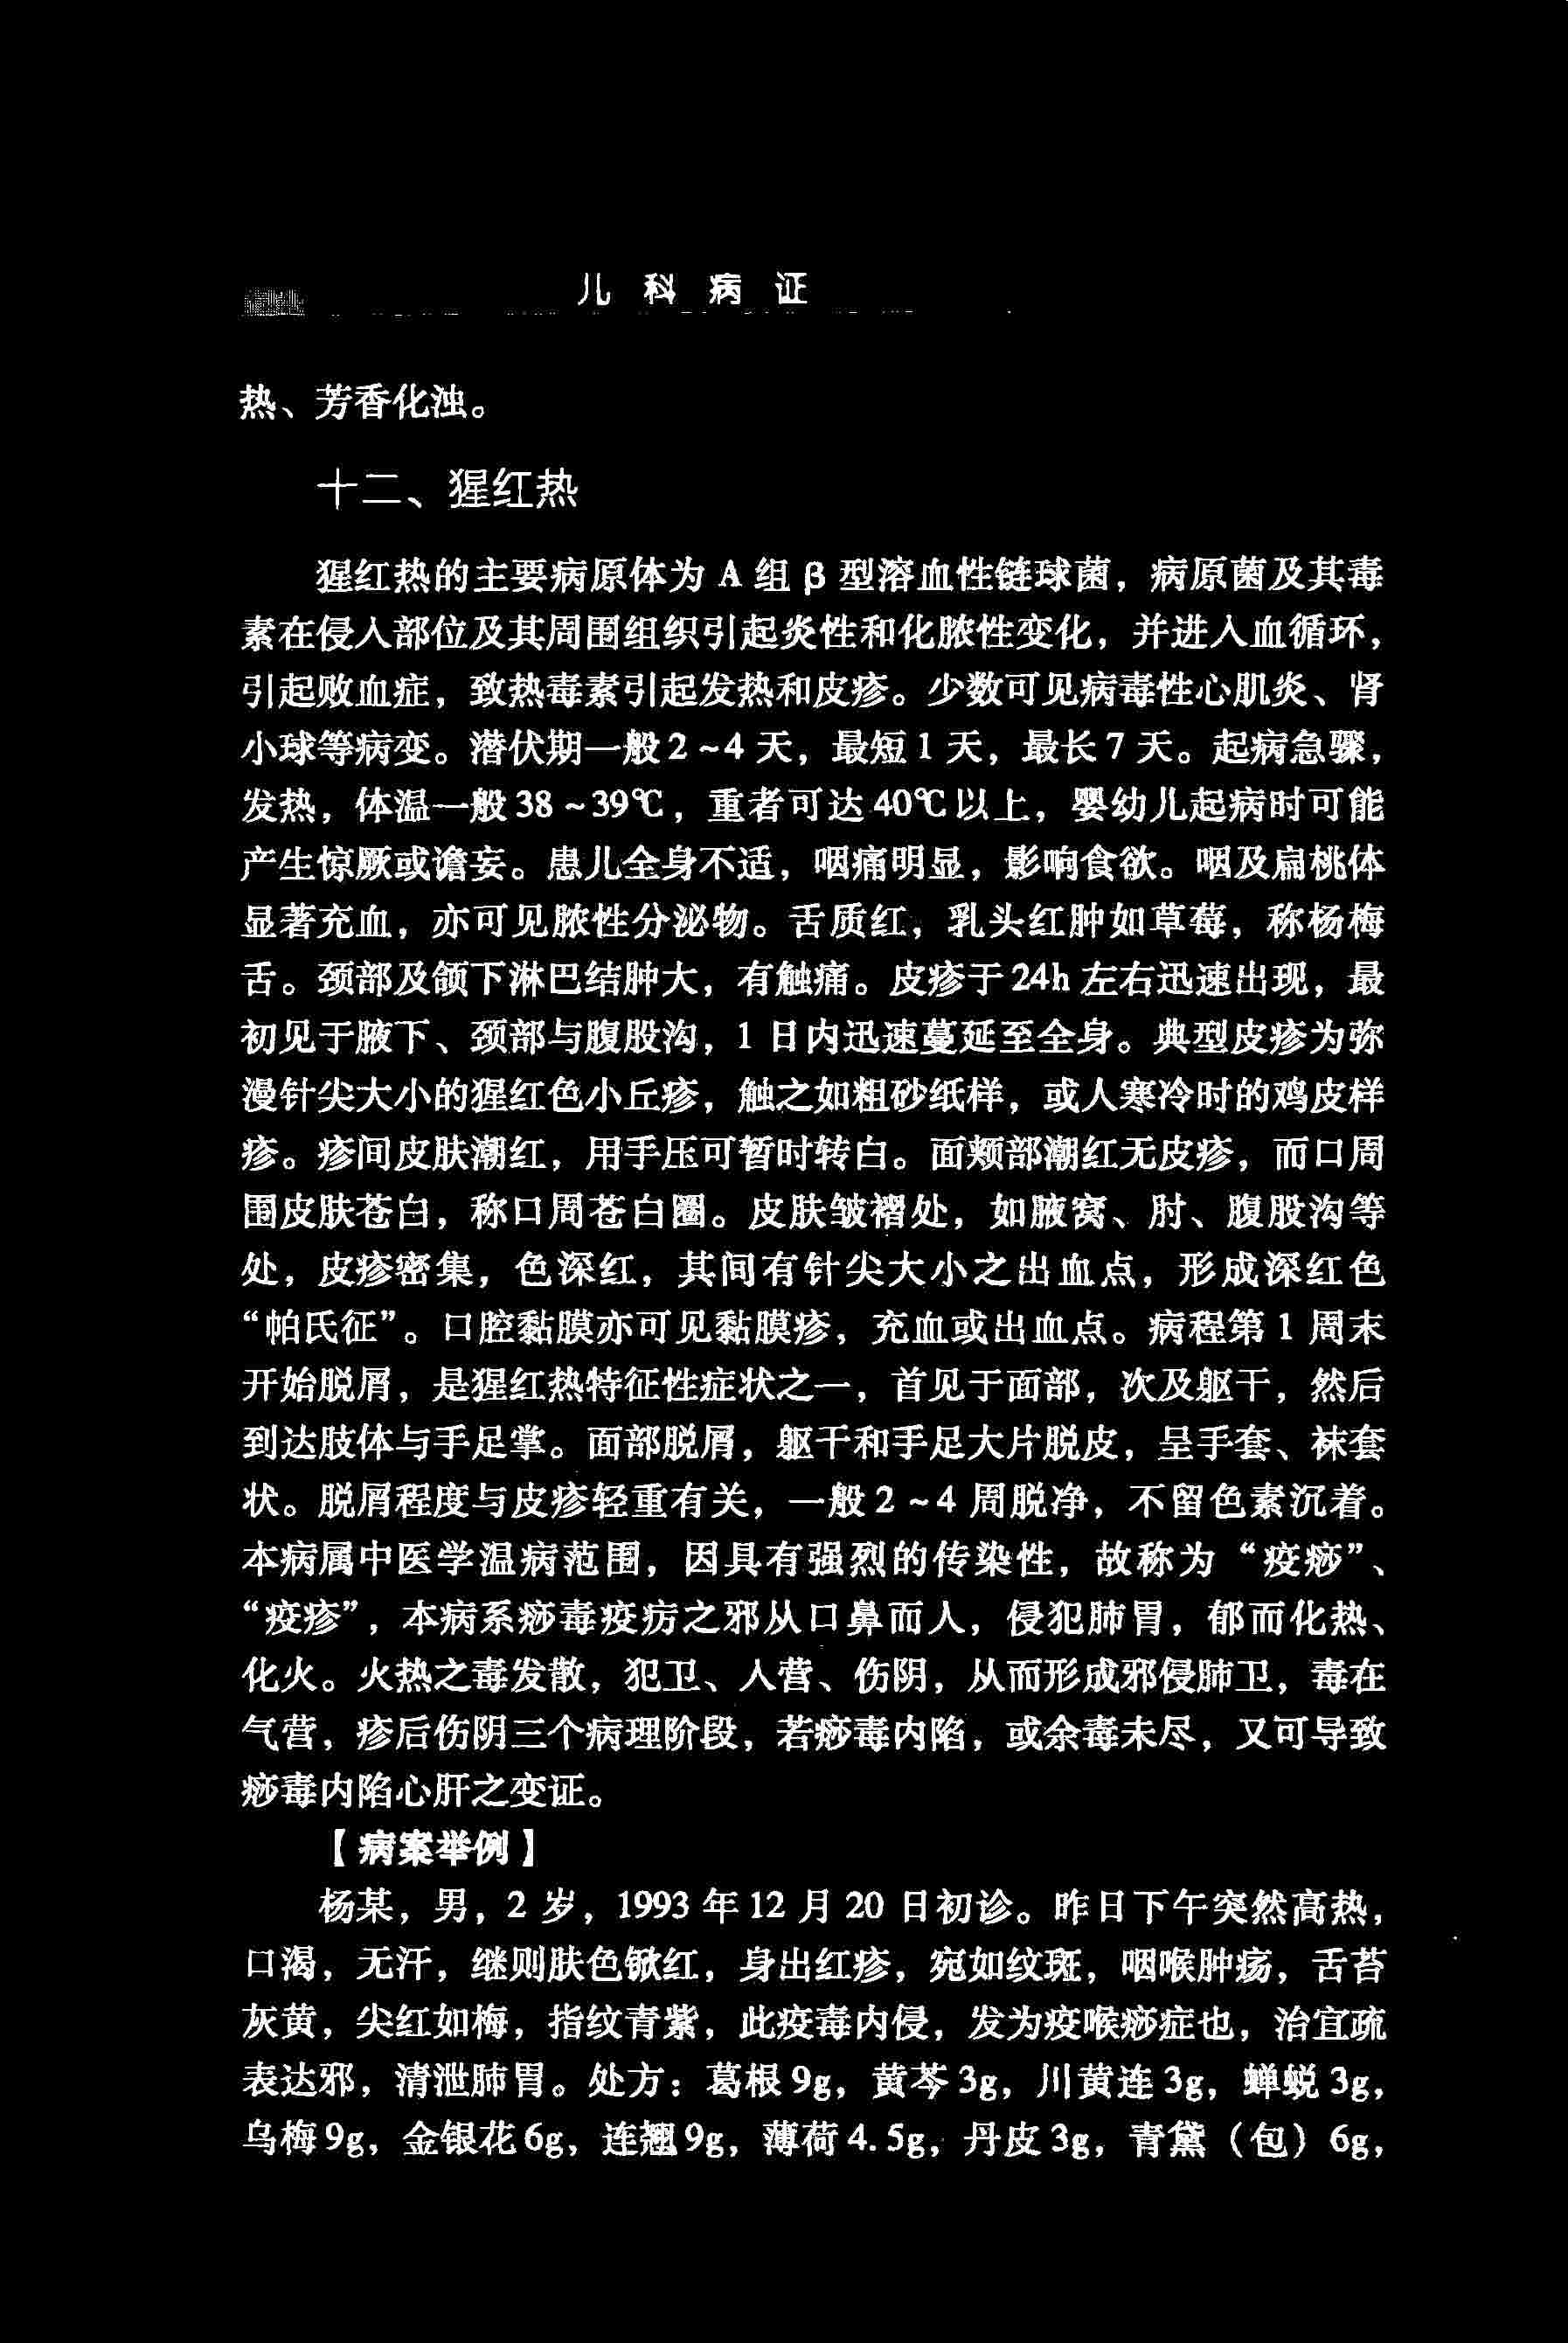 儿科病证
热、芳香化浊。
十二、猩红热
猩红热的主要病原体为 A 组 β 型溶血性链球菌，病原菌及其毒
素在侵入部位及其周围组织引起炎性和化脓性变化，并进入血循环，
引起败血症，致热毒素引起发热和皮疹。少数可见病毒性心肌炎、肾
小球等病变。潜伏期一般 2 ~4 天，最短 1 天，最长 7 天。起病急骤，
发热，体温一般 38 ~39℃，重者可达 40℃以上，婴幼儿起病时可能
产生惊厥或谵妄。患儿全身不适，咽痛明显，影响食欲。咽及扁桃体
显著充血，亦可见脓性分泌物。舌质红，乳头红肿如草莓，称杨梅
舌。颈部及颌下淋巴结肿大，有触痛。皮疹于 24h 左右迅速出现，最
初见于腋下、颈部与腹股沟，1 日内迅速蔓延至全身。典型皮疹为弥
漫针尖大小的猩红色小丘疹，触之如粗砂纸样，或人寒冷时的鸡皮样
疹。疹间皮肤潮红，用手压可暂时转白。面颊部潮红无皮疹，而口周
围皮肤苍白，称口周苍白圈。皮肤皱褶处，如腋窝、肘、腹股沟等
处，皮疹密集，色深红，其间有针尖大小之出血点，形成深红色
“帕氏征”。口腔黏膜亦可见黏膜疹，充血或出血点。病程第 1 周末
开始脱屑，是猩红热特征性症状之一，首见于面部，次及躯干，然后
到达肢体与手足掌。面部脱屑，躯干和手足大片脱皮，呈手套、袜套
状。脱屑程度与皮疹轻重有关，一般 2 ~4 周脱净，不留色素沉着。
本病属中医学温病范围，因具有强烈的传染性，故称为“疫痧”、
“疫疹”，本病系痧毒疫疠之邪从口鼻而人，侵犯肺胃，郁而化热、
化火。火热之毒发散，犯卫、人营、伤阴，从而形成邪侵肺卫，毒在
气营，疹后伤阴三个病理阶段，若痧毒内陷，或余毒未尽，又可导致
痧毒内陷心肝之变证。
【病案举例】
杨某，男，2 岁，1993 年 12 月 20 日初诊。昨日下午突然高热，
口渴，无汗，继则肤色锨红，身出红疹，宛如纹斑，咽喉肿疡，舌苔
灰黄，尖红如梅，指纹青紫，此疫毒内侵，发为疫喉痧症也，治宜疏
表达邪，清泄肺胃。处方：葛根 9g，黄芩 3g，川黄连 3g，蝉蜕 3g，
乌梅 9g，金银花 6g，连翘 9g，薄荷 4.5g，丹皮 3g，青黛（包）6g，